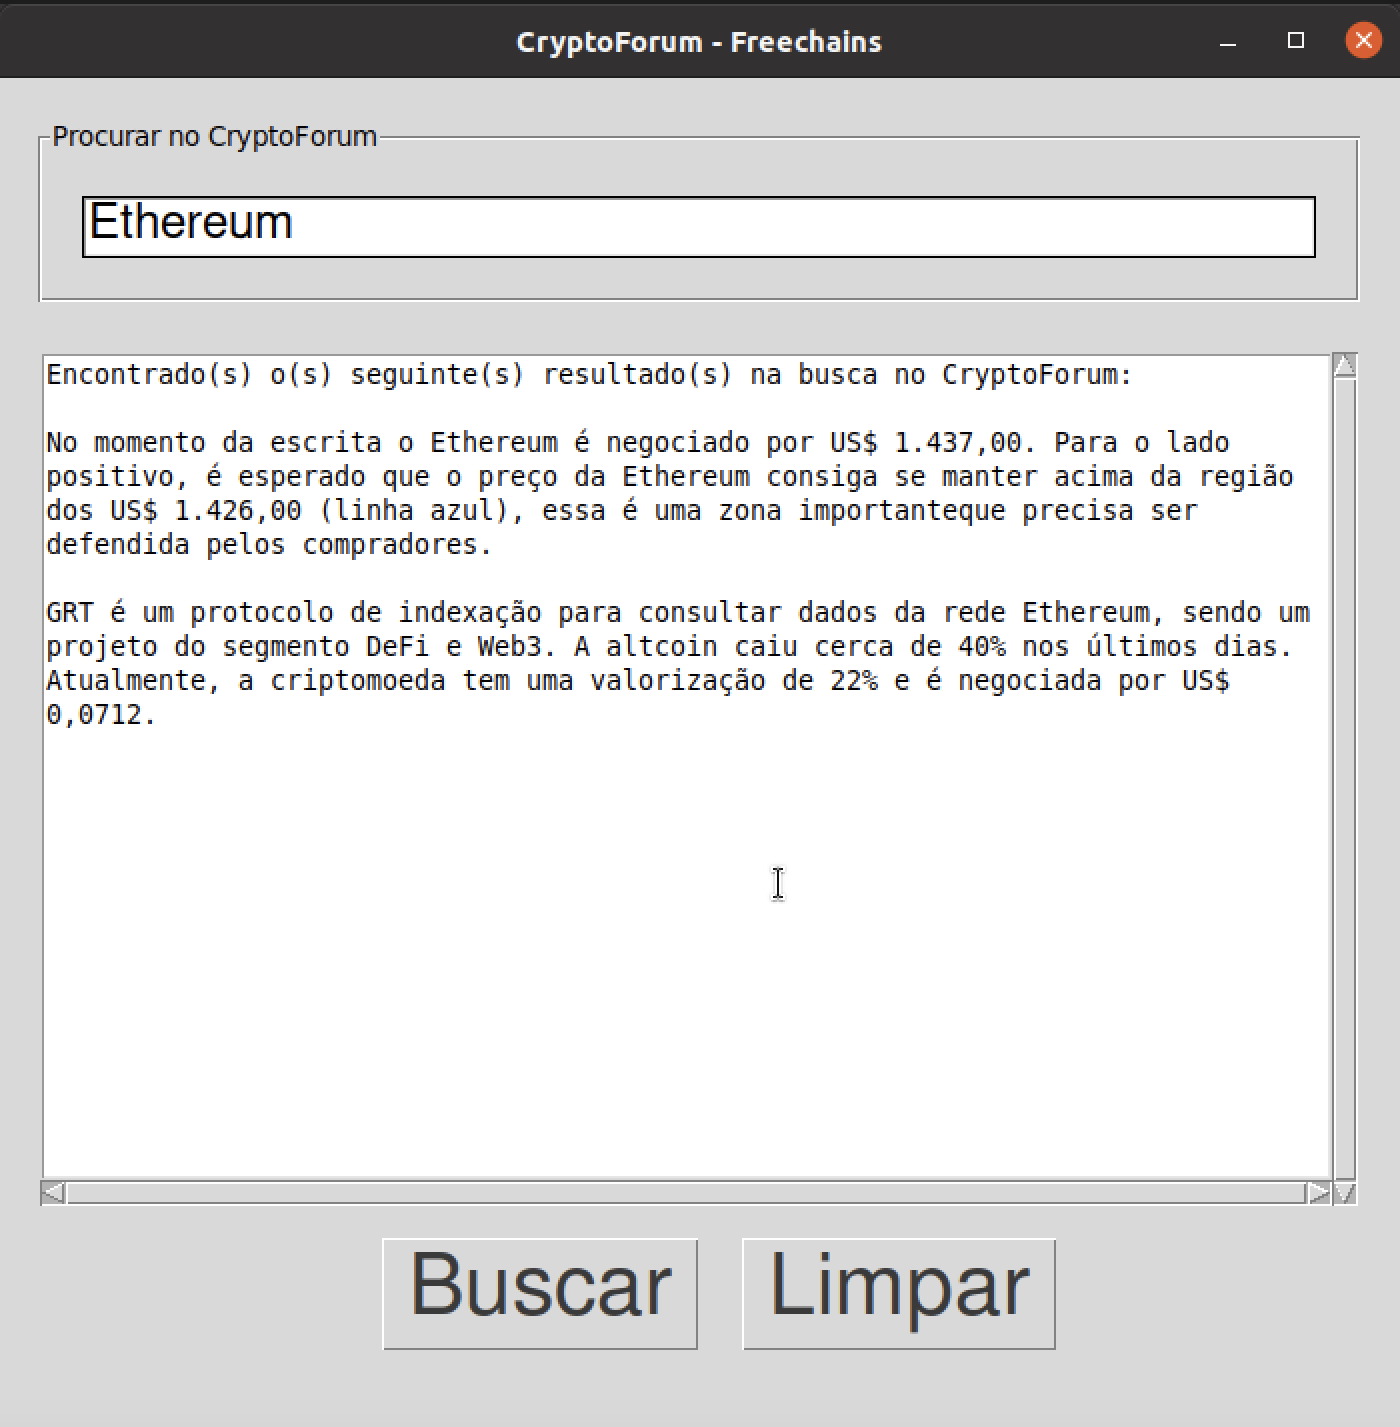 CryptoForum - Freechains
Procurar no CryptoForum
Ethereum
Encontrado(s) o(s) seguinte(s) resultado(s) na busca no CryptoForum:
No momento da escrita o Ethereum é negociado por US$ 1.437,00. Para o lado
positivo, é esperado que o preço da Ethereum consiga se manter acima da região
dos US$ 1.426,00 (linha azul), essa é uma zona importanteque precisa ser
defendida pelos compradores.
GRT é um protocolo de indexação para consultar dados da rede Ethereum, sendo um
projeto do segmento DeFi e Web3. A altcoin caiu cerca de 40% nos últimos dias.
Atualmente, a criptomoeda tem uma valorização de 22% e é negociada por US$
0,0712.
Buscar
Limpar